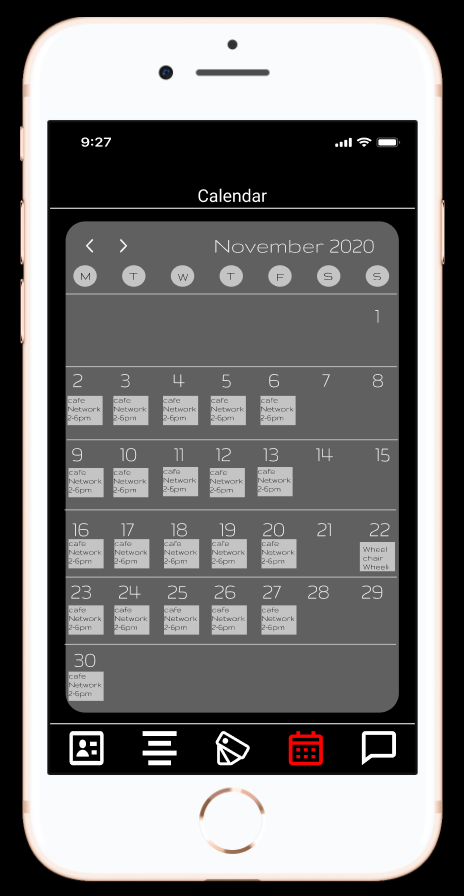 9:27
Calendar
November 2020
M T W T F S S
1
2 3 4 5 6 7 8
cafe cafe cafe cafe cafe
Network Network Network Network Network
2-6pm 2-6pm 2-6pm 2-6pm 2-6pm
9 10 11 12 13 14 15
cafe cafe cafe cafe cafe
Network Network Network Network Network
2-6pm 2-6pm 2-6pm 2-6pm 2-6pm
16 17 18 19 20 21 22
cafe cafe cafe cafe cafe Wheel
Network Network Network Network Network chair
2-6pm 2-6pm 2-6pm 2-6pm 2-6pm Wheeli
23 24 25 26 27 28 29
cafe cafe cafe cafe cafe
Network Network Network Network Network
2-6pm 2-6pm 2-6pm 2-6pm 2-6pm
30
cafe
Network
2-6pm